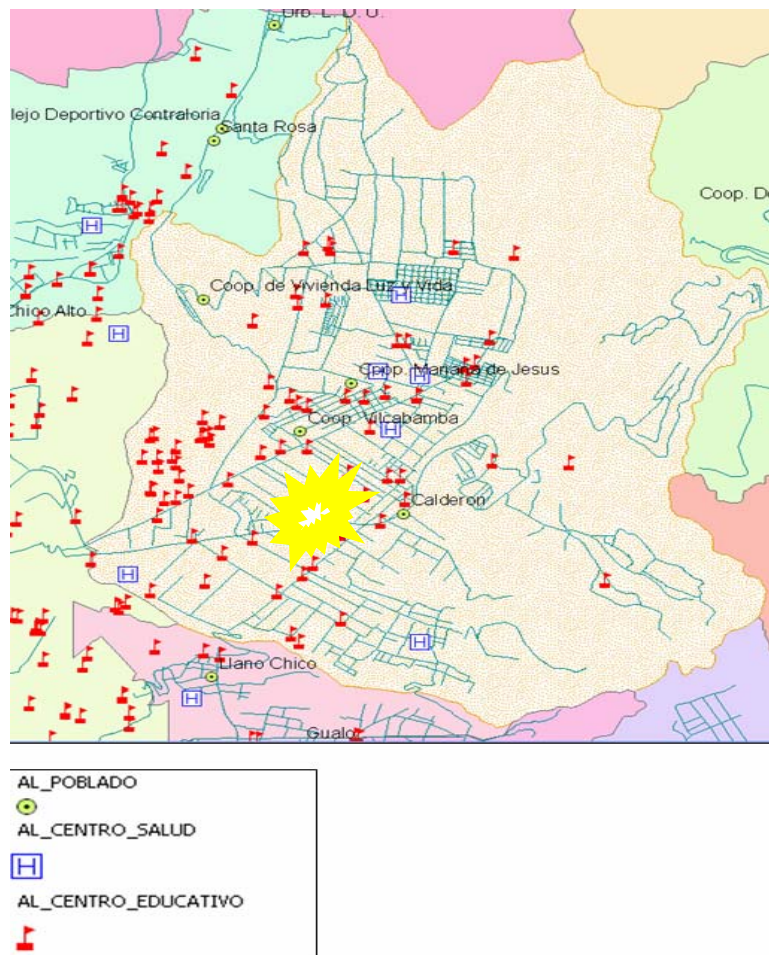 Urb. L. D. U.
lejo Deportivo Contraloria
Santa Rosa
Coop. D
Coop. de Vivienda Luz y Vida
Chico Alto
Coop. Mariana de Jesus
Coop. Vilcabamba
Calderon
Llano Chico
Gualo
AL_POBLADO
AL_CENTRO_SALUD
H
AL_CENTRO_EDUCATIVO